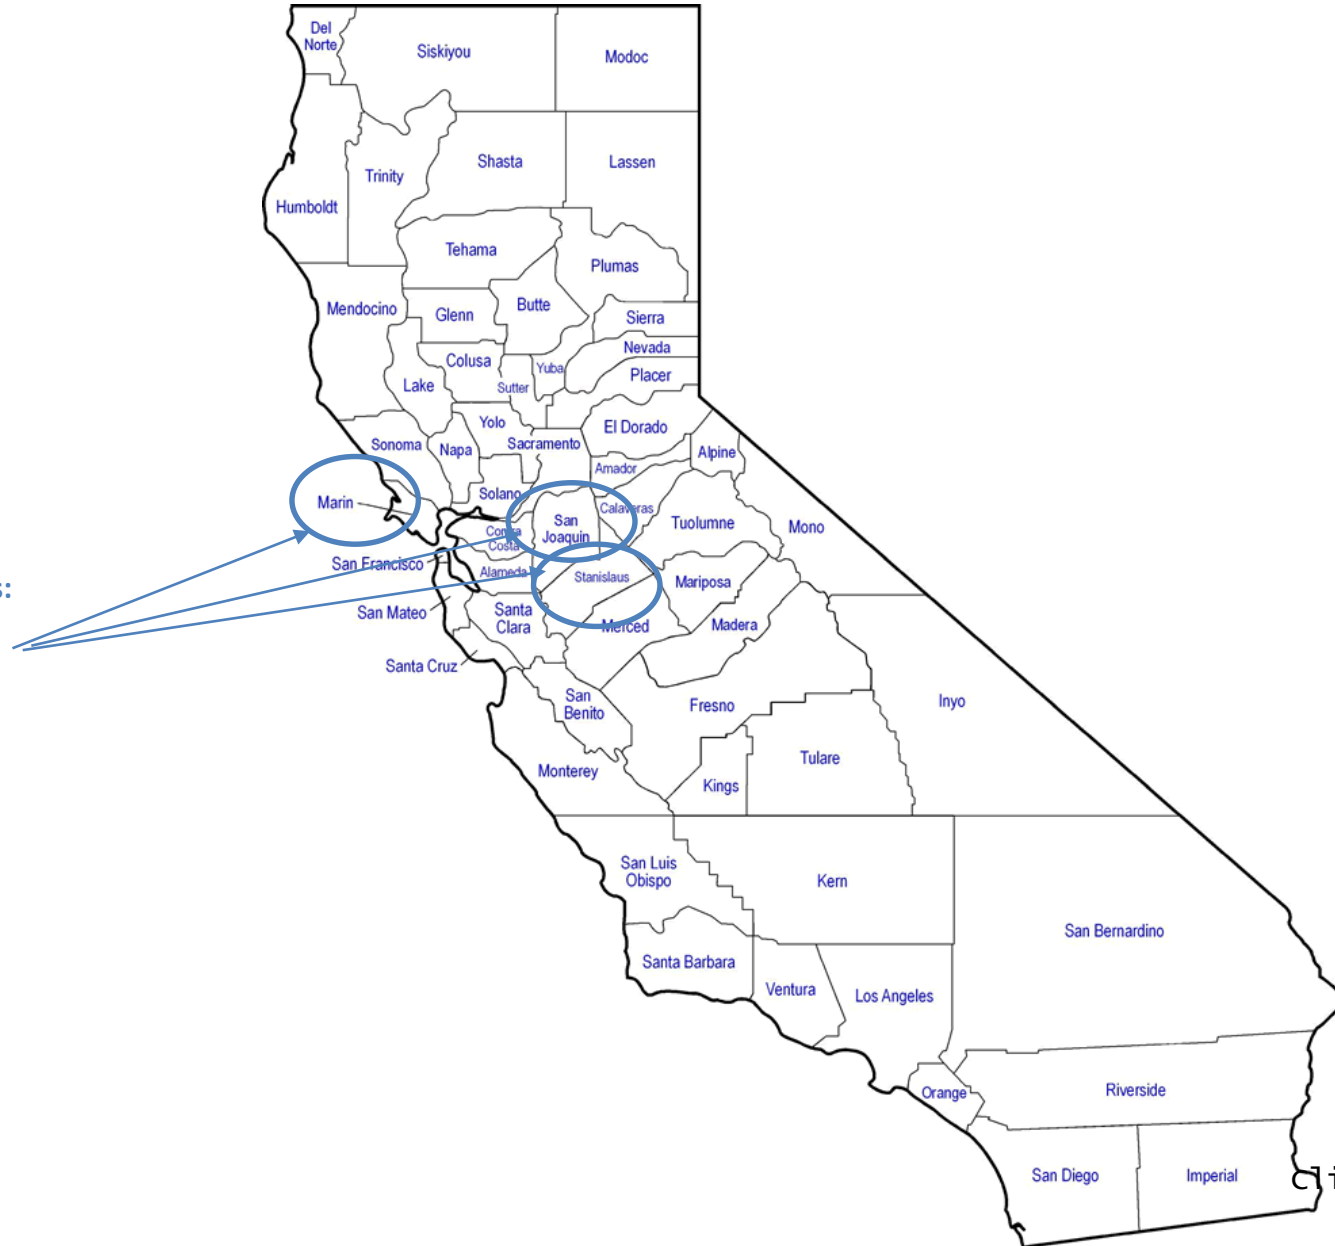 Del
Norte
Siskiyou
Modoc
Shasta
Lassen
Trinity
Humboldt
Tehama
Plumas
Mendocino
Glenn
Butte
Sierra
Nevada
Colusa
Yuba
Placer
Lake
Sutter
Yolo
El Dorado
Sonoma
Napa
Sacramento
Alpine
Amador
Solano
Marin
Calaveras
San
Joaquin
Tuolumne
Mono
Contra
Costa
San Francisco
Alameda
Stanislaus
Mariposa
s:
San Mateo
Santa
Clara
Merced
Madera
Santa Cruz
San
Benito
Fresno
Inyo
Monterey
Kings
Tulare
San Luis
Obispo
Kern
San Bernardino
Santa Barbara
Ventura
Los Angeles
Orange
Riverside
San Diego
Imperial
cli